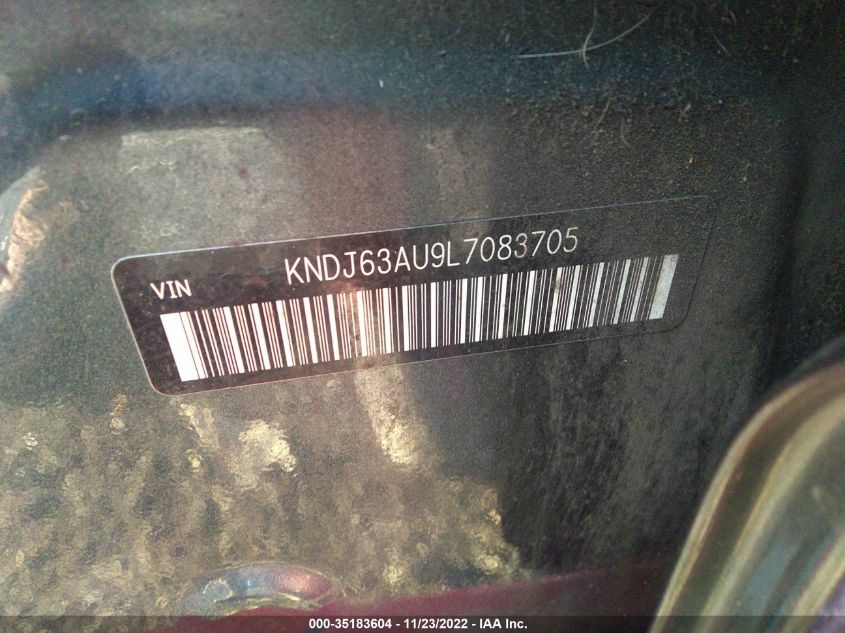 VIN KNDJ63AU9L7083705
000-35183604 - 11/23/2022 - IAA Inc.